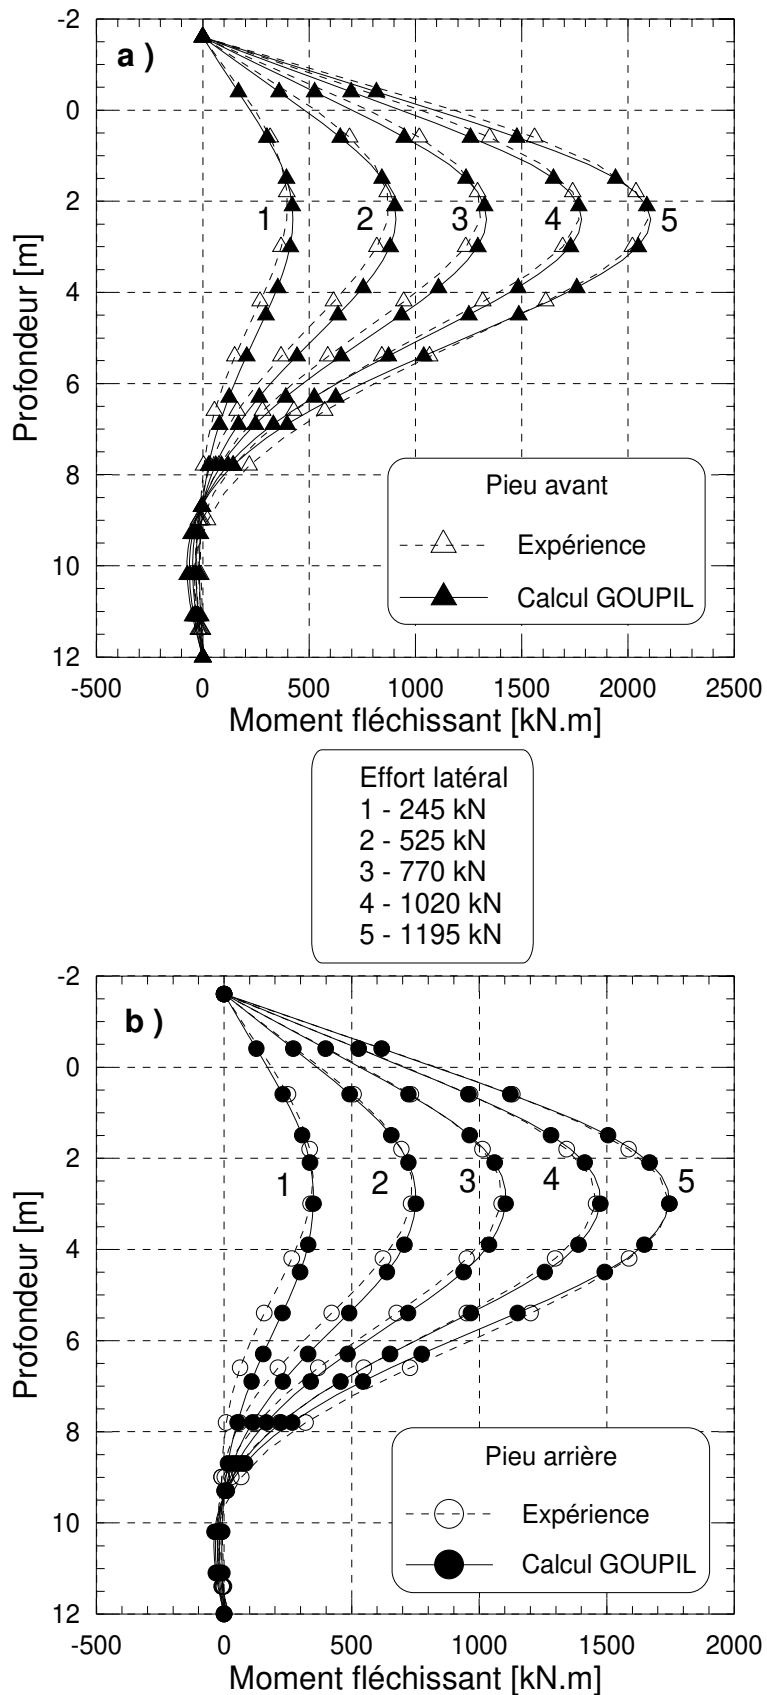 a )
-2
0
2
4
6
8
10
12
Profondeur [m]
1 2 3 4 5
Pieu avant
Expérience
Calcul GOUPIL
-500 0 500 1000 1500 2000 2500
Moment fléchissant [kN.m]
Effort latéral
1 - 245 kN
2 - 525 kN
3 - 770 kN
4 - 1020 kN
5 - 1195 kN
b )
-2
0
2
4
6
8
10
12
Profondeur [m]
1 2 3 4 5
Pieu arrière
Expérience
Calcul GOUPIL
-500 0 500 1000 1500 2000
Moment fléchissant [kN.m]